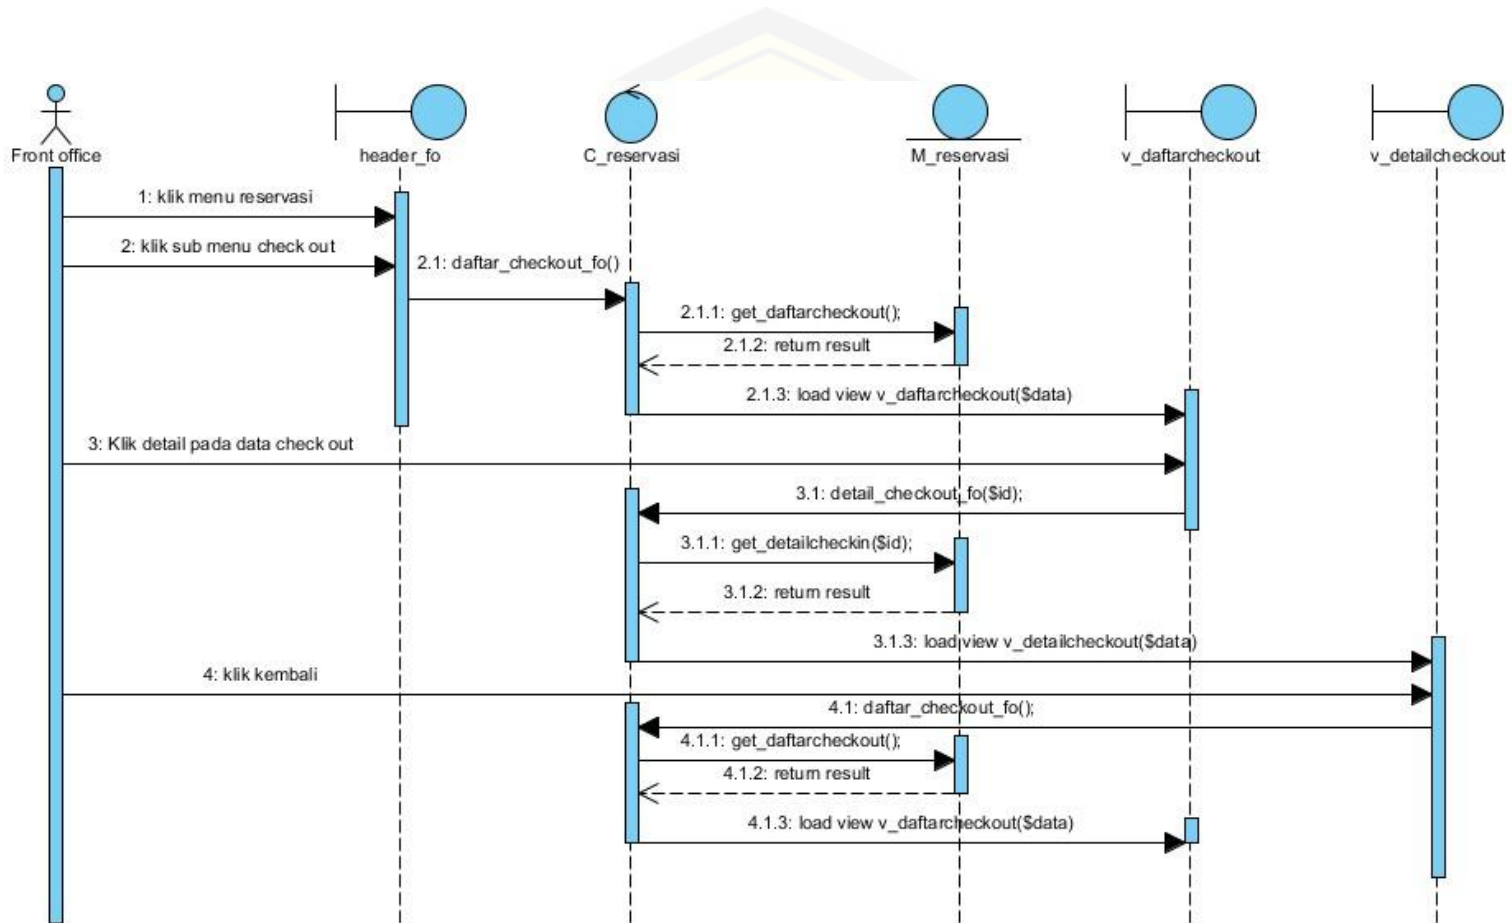 Front office
header_fo
C_reservasi
M_reservasi
v_daftarcheckout
v_detailcheckout
1: klik menu reservasi
2: klik sub menu check out
2.1: daftar_checkout_fo()
2.1.1: get_daftarcheckout();
2.1.2: return result
2.1.3: load view v_daftarcheckout($data)
3: Klik detail pada data check out
3.1: detail_checkout_fo($id);
3.1.1: get_detailcheckin($id);
3.1.2: return result
3.1.3: load view v_detailcheckout($data)
4: klik kembali
4.1: daftar_checkout_fo();
4.1.1: get_daftarcheckout();
4.1.2: return result
4.1.3: load view v_daftarcheckout($data)